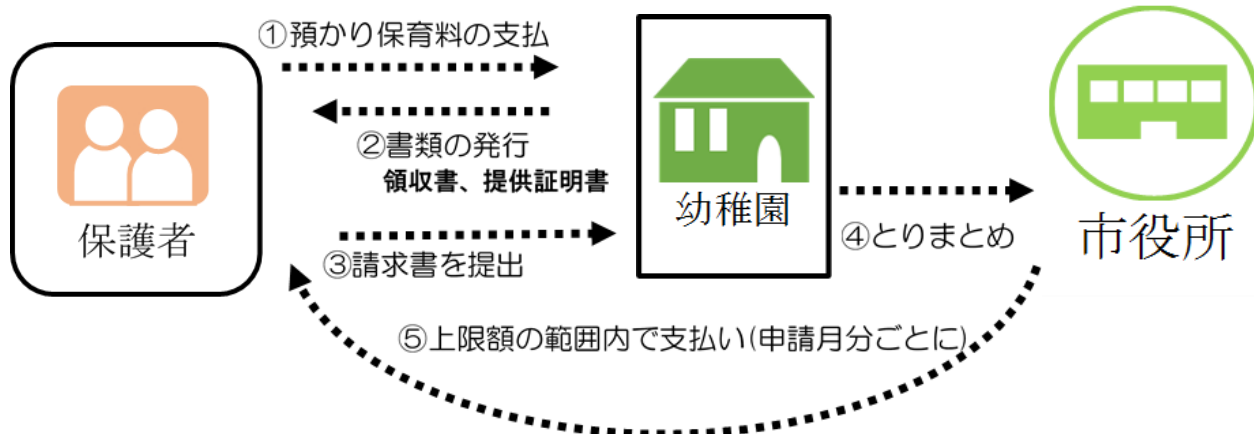 ①預かり保育料の支払
②書類の発行
領収書、提供証明書
③請求書を提出
保護者
幼稚園
④とりまとめ
市役所
⑤上限額の範囲内で支払い(申請月分ごとに)